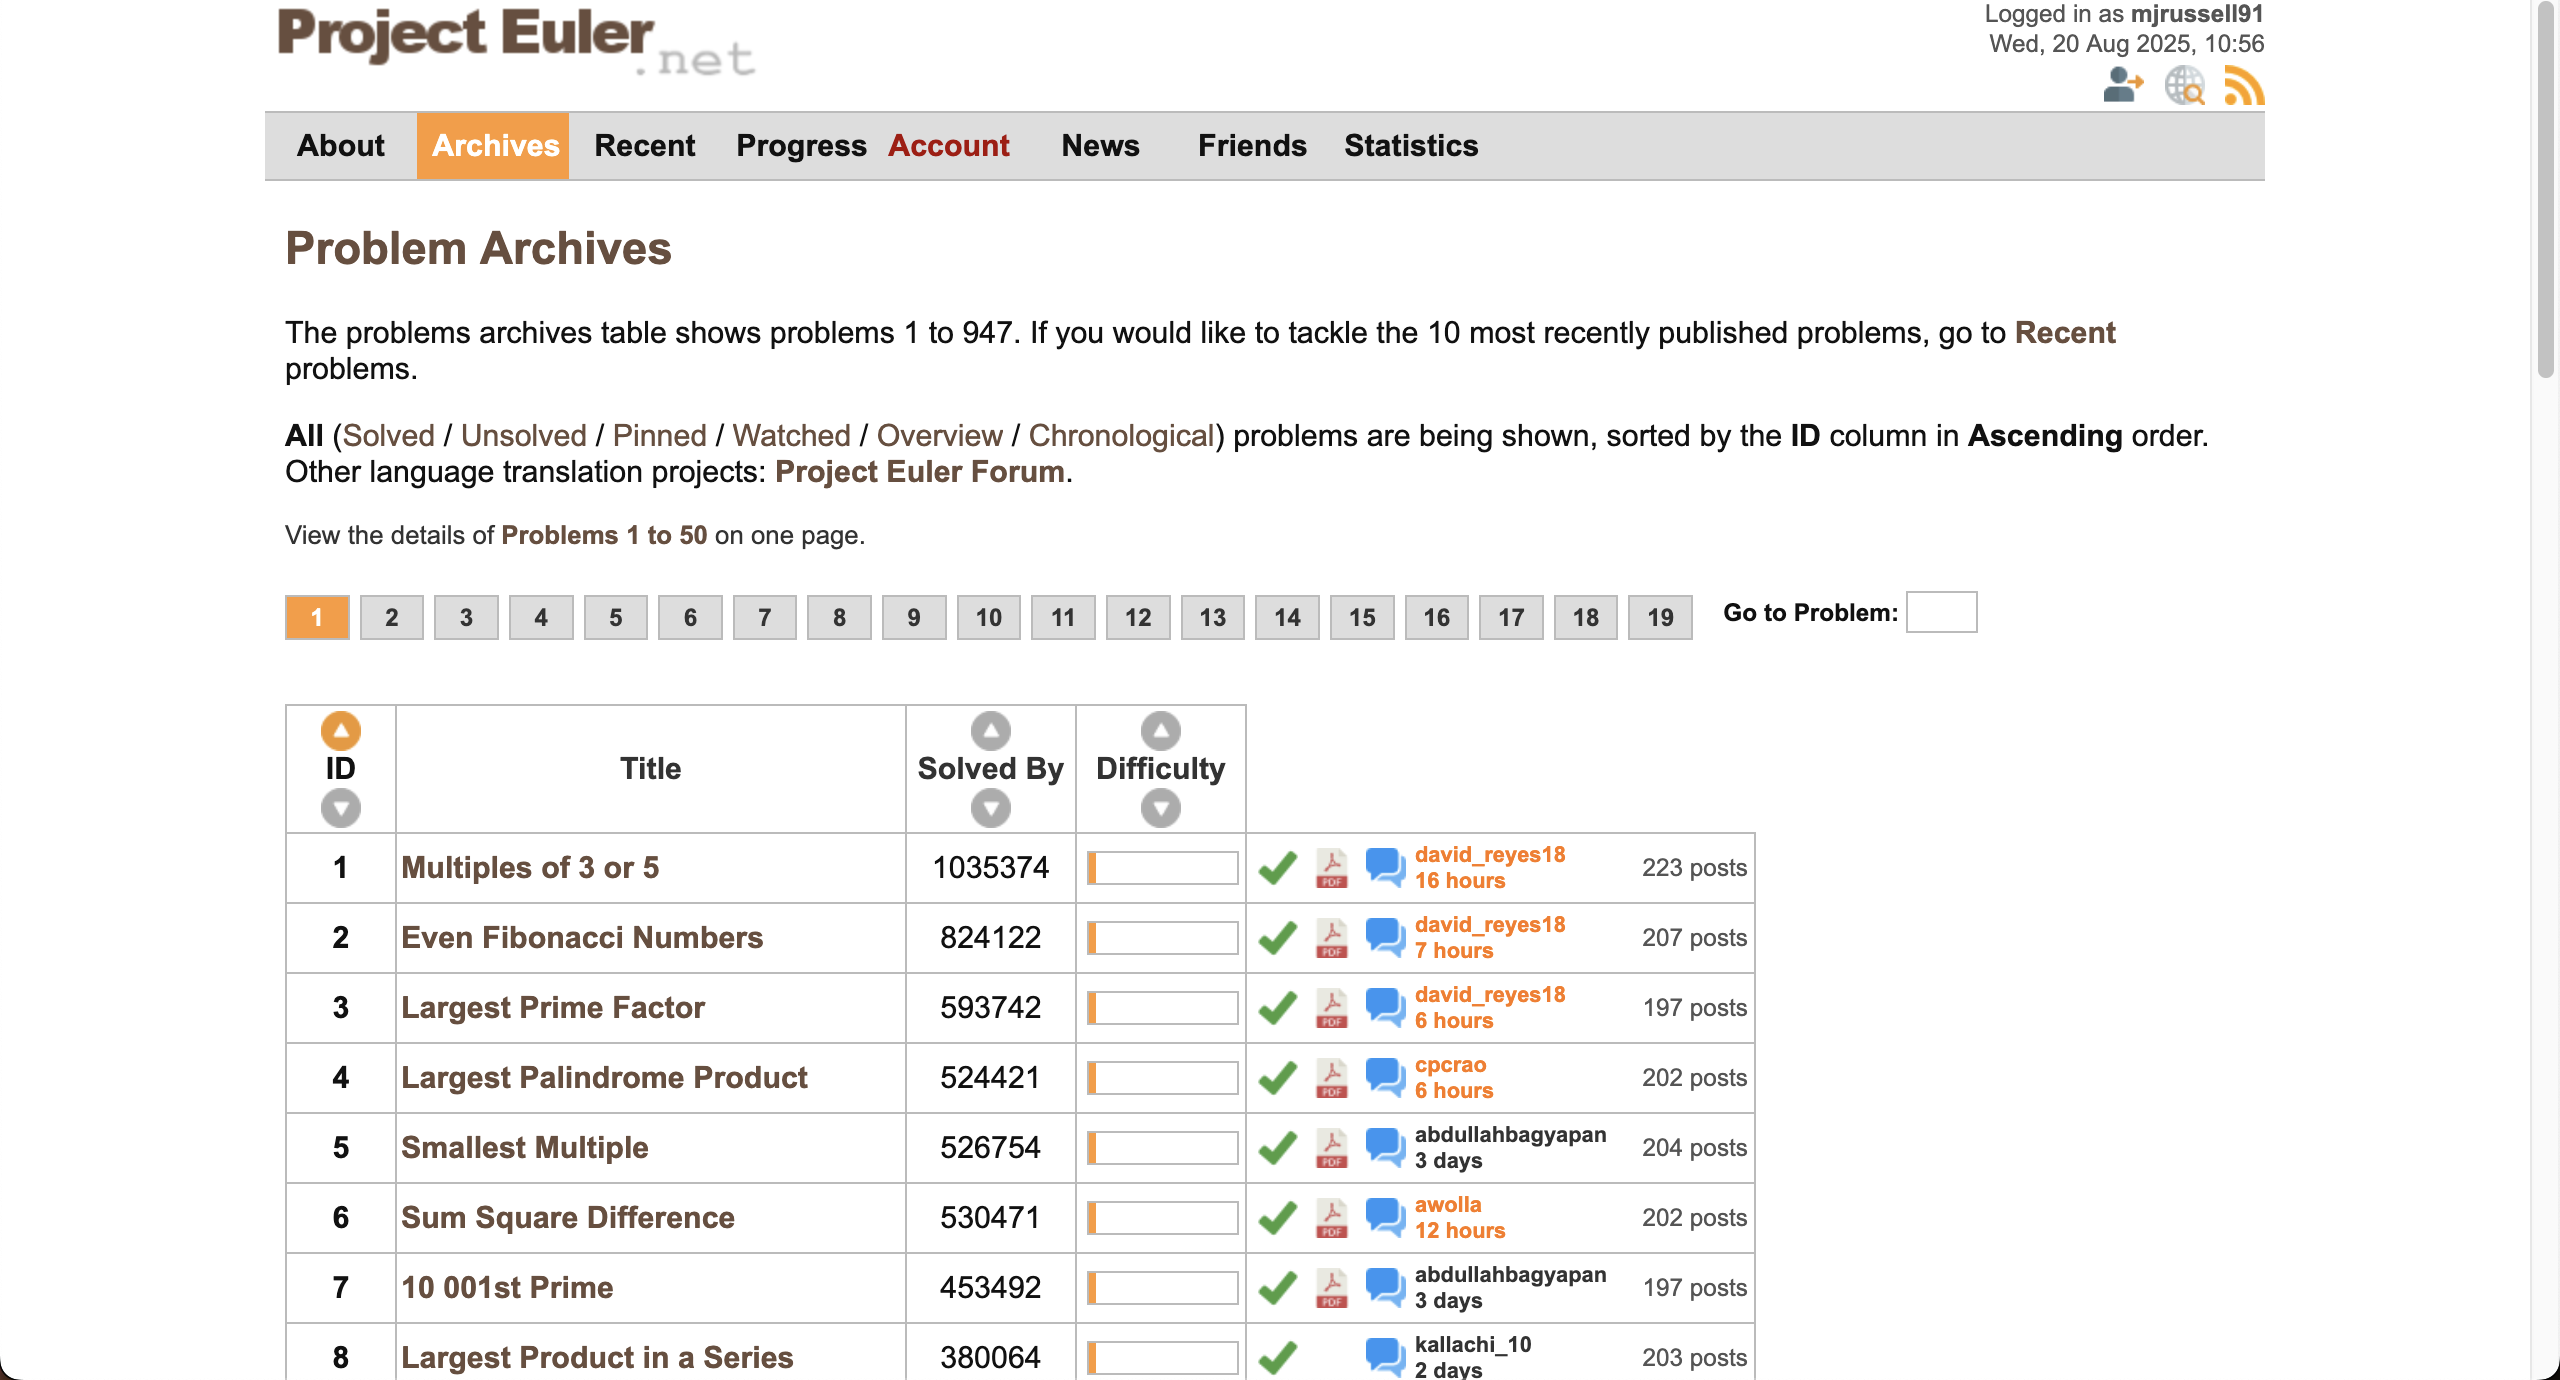 Project Euler.net
Logged in as mjrussell91
Wed, 20 Aug 2025, 10:56
About Archives Recent Progress Account News Friends Statistics
Problem Archives
The problems archives table shows problems 1 to 947. If you would like to tackle the 10 most recently published problems, go to Recent
problems.
All (Solved / Unsolved / Pinned / Watched / Overview / Chronological) problems are being shown, sorted by the ID column in Ascending order.
Other language translation projects: Project Euler Forum.
View the details of Problems 1 to 50 on one page.
1 2 3 4 5 6 7 8 9 10 11 12 13 14 15 16 17 18 19 Go to Problem:
ID Title Solved By Difficulty
1 Multiples of 3 or 5 1035374 PDF david_reyes18 16 hours 223 posts
2 Even Fibonacci Numbers 824122 PDF david_reyes18 7 hours 207 posts
3 Largest Prime Factor 593742 PDF david_reyes18 6 hours 197 posts
4 Largest Palindrome Product 524421 PDF cpcrao 6 hours 202 posts
5 Smallest Multiple 526754 PDF abdullahbagyapan 3 days 204 posts
6 Sum Square Difference 530471 PDF awolla 12 hours 202 posts
7 10 001st Prime 453492 PDF abdullahbagyapan 3 days 197 posts
8 Largest Product in a Series 380064 kallachi_10 2 days 203 posts